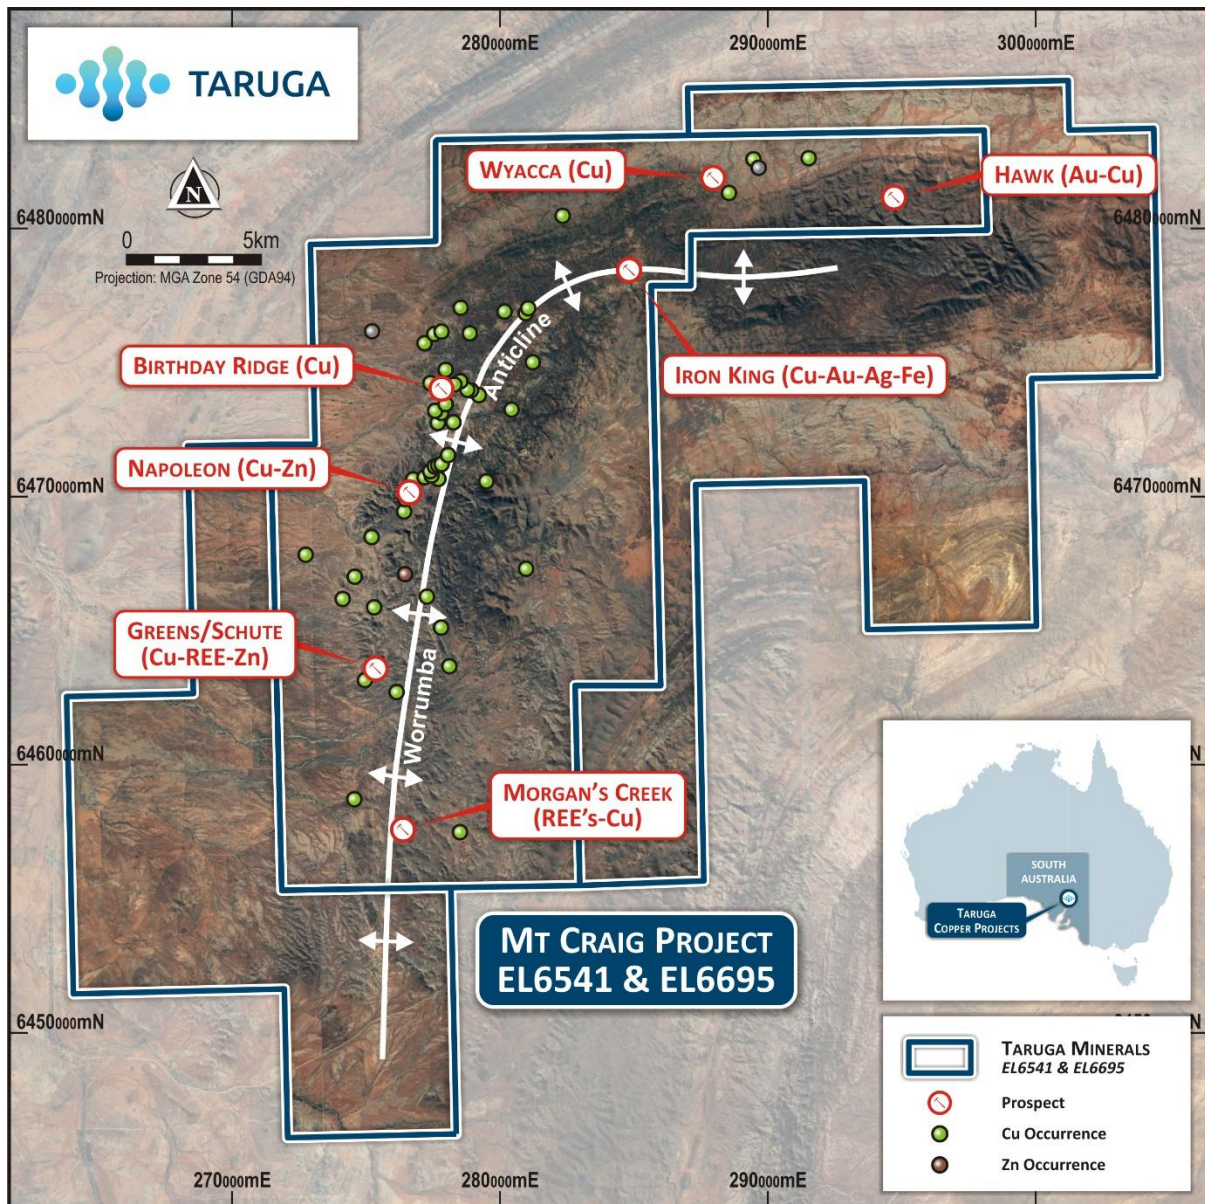 280000mE
290000mE
300000mE
TARUGA
N
0 5km
Projection: MGA Zone 54 (GDA94)
WYACCA (Cu)
HAWK (Au-Cu)
6480000mN
6480000mN
Anticline
BIRTHDAY RIDGE (Cu)
IRON KING (Cu-Au-Ag-Fe)
NAPOLEON (Cu-Zn)
6470000mN
6470000mN
GREENS/SCHUTE
(Cu-REE-Zn)
Worrumba
6460000mN
MORGAN'S CREEK
(REE's-Cu)
MT CRAIG PROJECT
EL6541 & EL6695
SOUTH
AUSTRALIA
TARUGA
COPPER PROJECTS
6450000mN
TARUGA MINERALS
EL6541 & EL6695
Prospect
Cu Occurrence
Zn Occurrence
270000mE
280000mE
290000mE